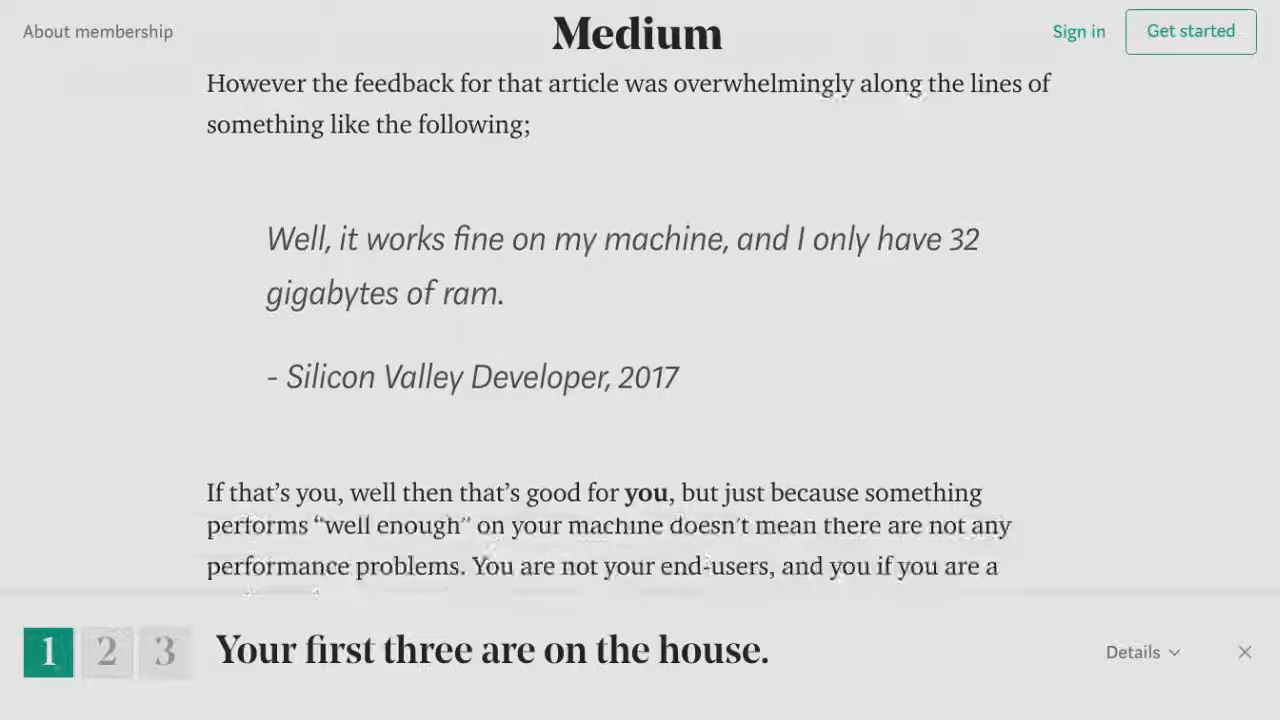 About membership
Medium
Sign in
Get started
However the feedback for that article was overwhelmingly along the lines of
something like the following;
Well, it works fine on my machine, and I only have 32
gigabytes of ram.
- Silicon Valley Developer, 2017
If that’s you, well then that’s good for you, but just because something
performs “well enough” on your machine doesn’t mean there are not any
performance problems. You are not your end-users, and you if you are a
1 2 3
Your first three are on the house.
Details